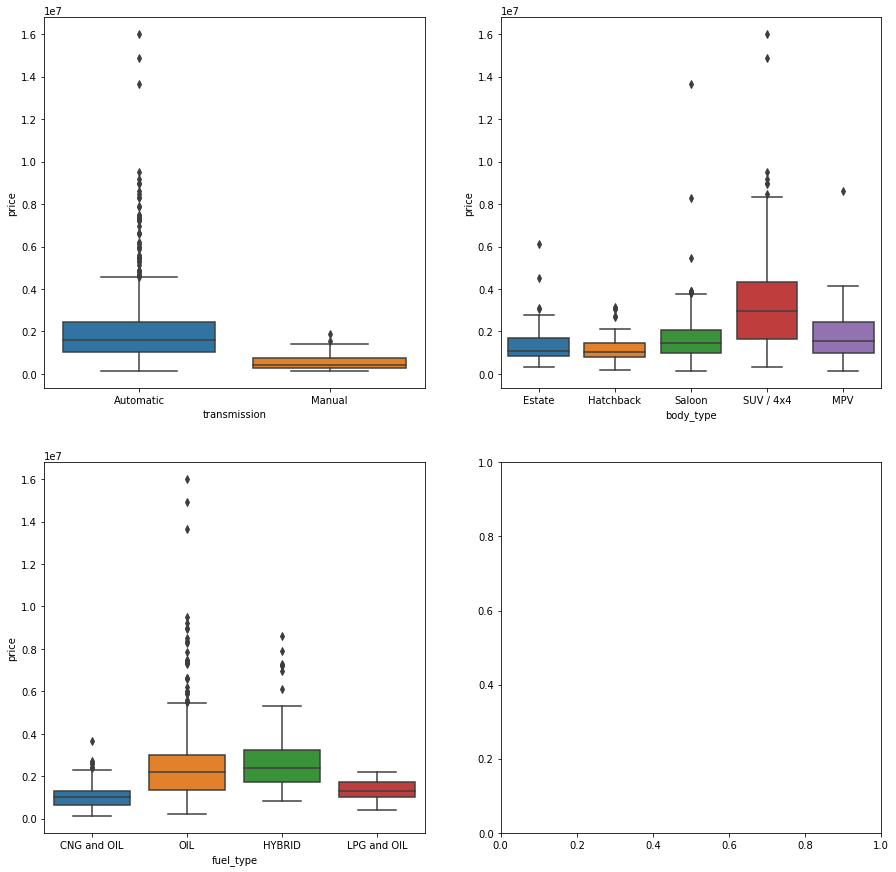 1e7
1.6
1.4
1.2
1.0
0.8
0.6
0.4
0.2
0.0
price
Automatic Manual
transmission
1e7
1.6
1.4
1.2
1.0
0.8
0.6
0.4
0.2
0.0
price
Estate Hatchback Saloon SUV / 4x4 MPV
body_type
1e7
1.6
1.4
1.2
1.0
0.8
0.6
0.4
0.2
0.0
price
CNG and OIL OIL HYBRID LPG and OIL
fuel_type
1.0
0.8
0.6
0.4
0.2
0.0
0.0 0.2 0.4 0.6 0.8 1.0